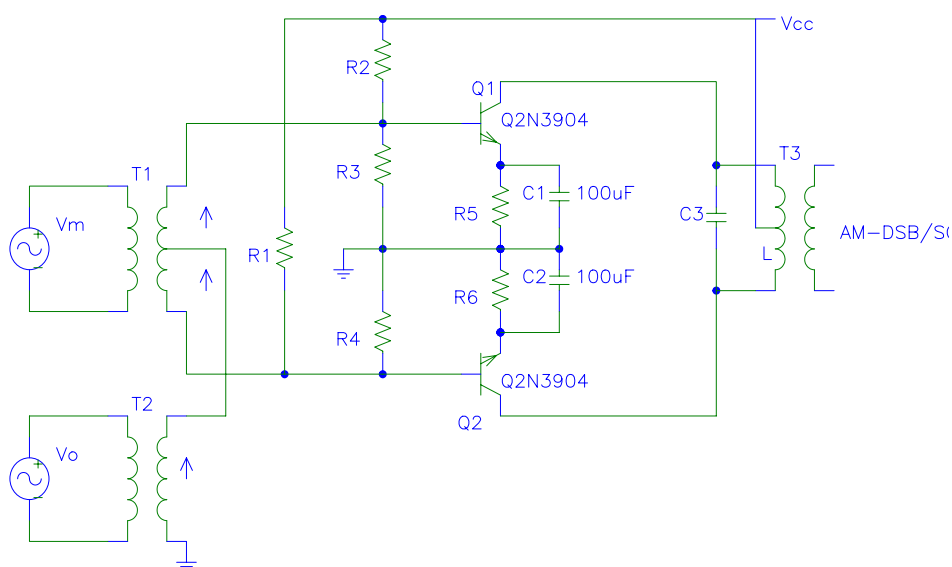 Vcc
R2
Q1
Q2N3904
T1
R3
T3
C1 100uF
R5
C3
Vm
+
−
R1
AM−DSB/S
L
C2 100uF
R6
R4
Q2N3904
T2
Q2
Vo
+
−